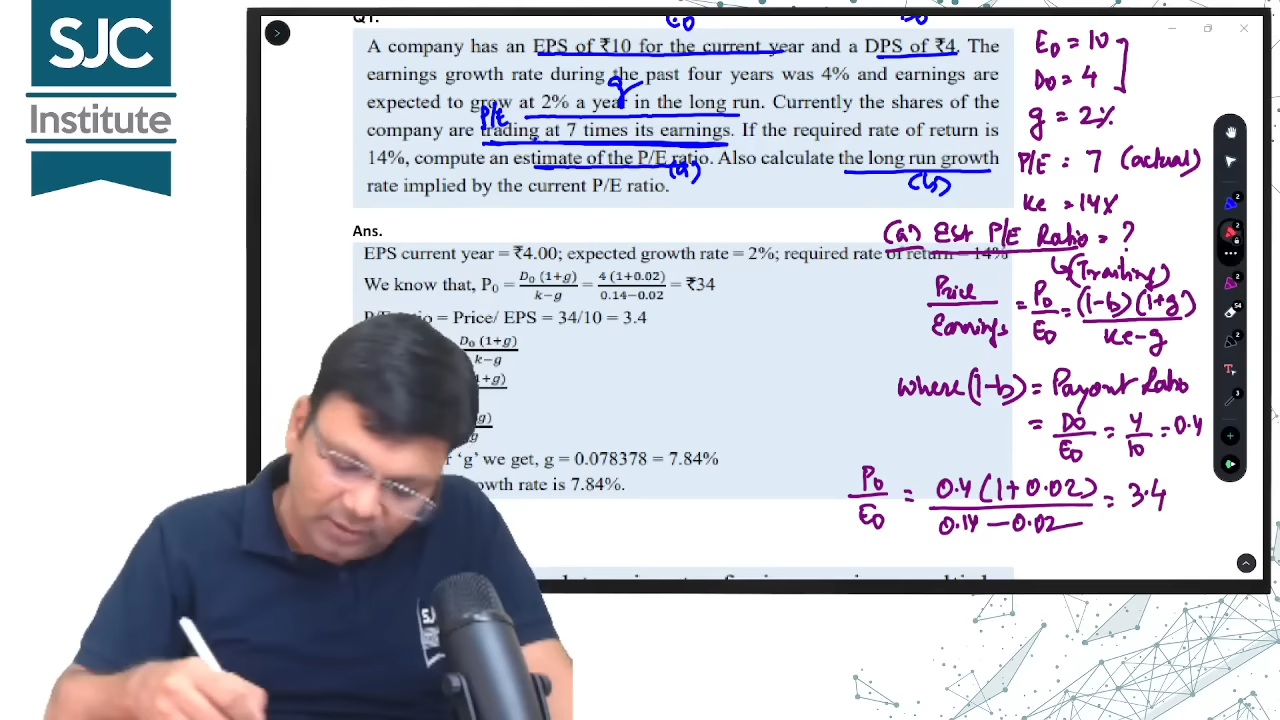 SJC
Institute
Q1.
A company has an EPS of ₹10 for the current year and a DPS of ₹4. The
earnings growth rate during the past four years was 4% and earnings are
g
expected to grow at 2% a year in the long run. Currently the shares of the
P/E
company are trading at 7 times its earnings. If the required rate of return is
14%, compute an estimate of the P/E ratio. Also calculate the long run growth
(a)
(b)
rate implied by the current P/E ratio.
Ans.
EPS current year = ₹4.00; expected growth rate = 2%; required rate of return = 14%
We know that, P₀ = D₀ (1+g) / k−g = 4 (1+0.02) / 0.14−0.02 = ₹34
io = Price/ EPS = 34/10 = 3.4
D₀ (1+g)
k−g
1+g)
g)
g
'g' we get, g = 0.078378 = 7.84%
owth rate is 7.84%.
E₀ = 10
D₀ = 4
g = 2%
P/E = 7 (actual)
Ke = 14%
(a) Est P/E Ratio = ?
↳ (Trailing)
Price / Earnings = P₀ / E₀ = (1-b) (1+g) / Ke-g
where (1-b) = Payout Ratio
= D₀ / E₀ = 4 / 10 = 0.4
P₀ / E₀ = 0.4 (1+0.02) / 0.14 - 0.02 = 3.4
SJC